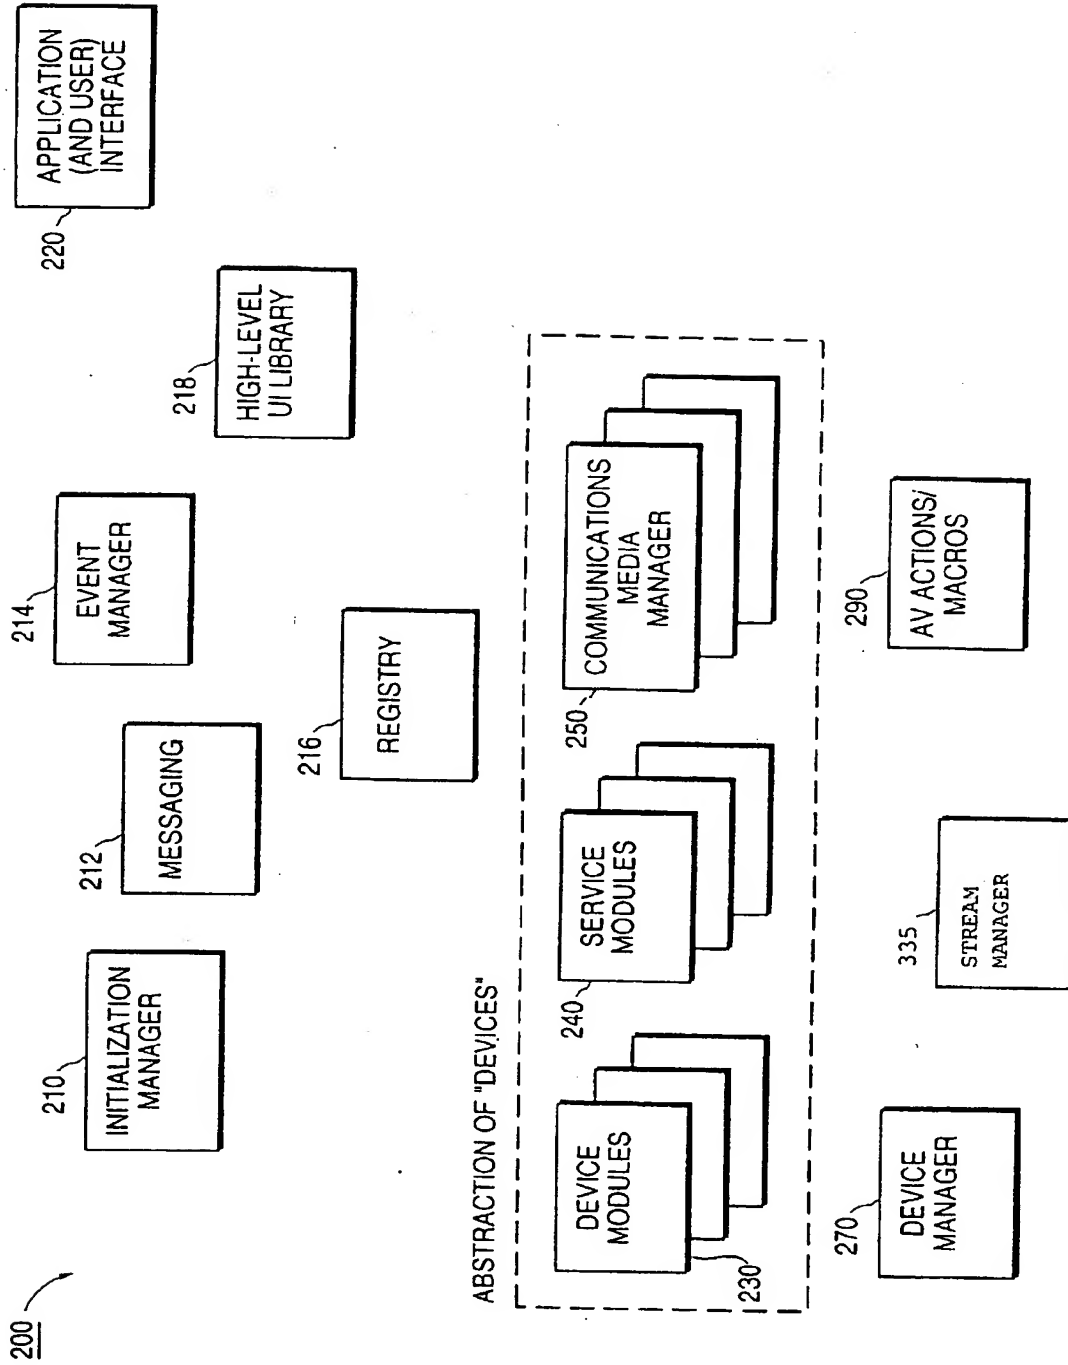 200
210
INITIALIZATION
MANAGER
212
MESSAGING
214
EVENT
MANAGER
216
REGISTRY
218
HIGH-LEVEL
UI LIBRARY
220
APPLICATION
(AND USER)
INTERFACE
ABSTRACTION OF "DEVICES"
DEVICE
MODULES
230
240
SERVICE
MODULES
250
COMMUNICATIONS
MEDIA
MANAGER
270
DEVICE
MANAGER
335
STREAM
MANAGER
290
AV ACTIONS/
MACROS